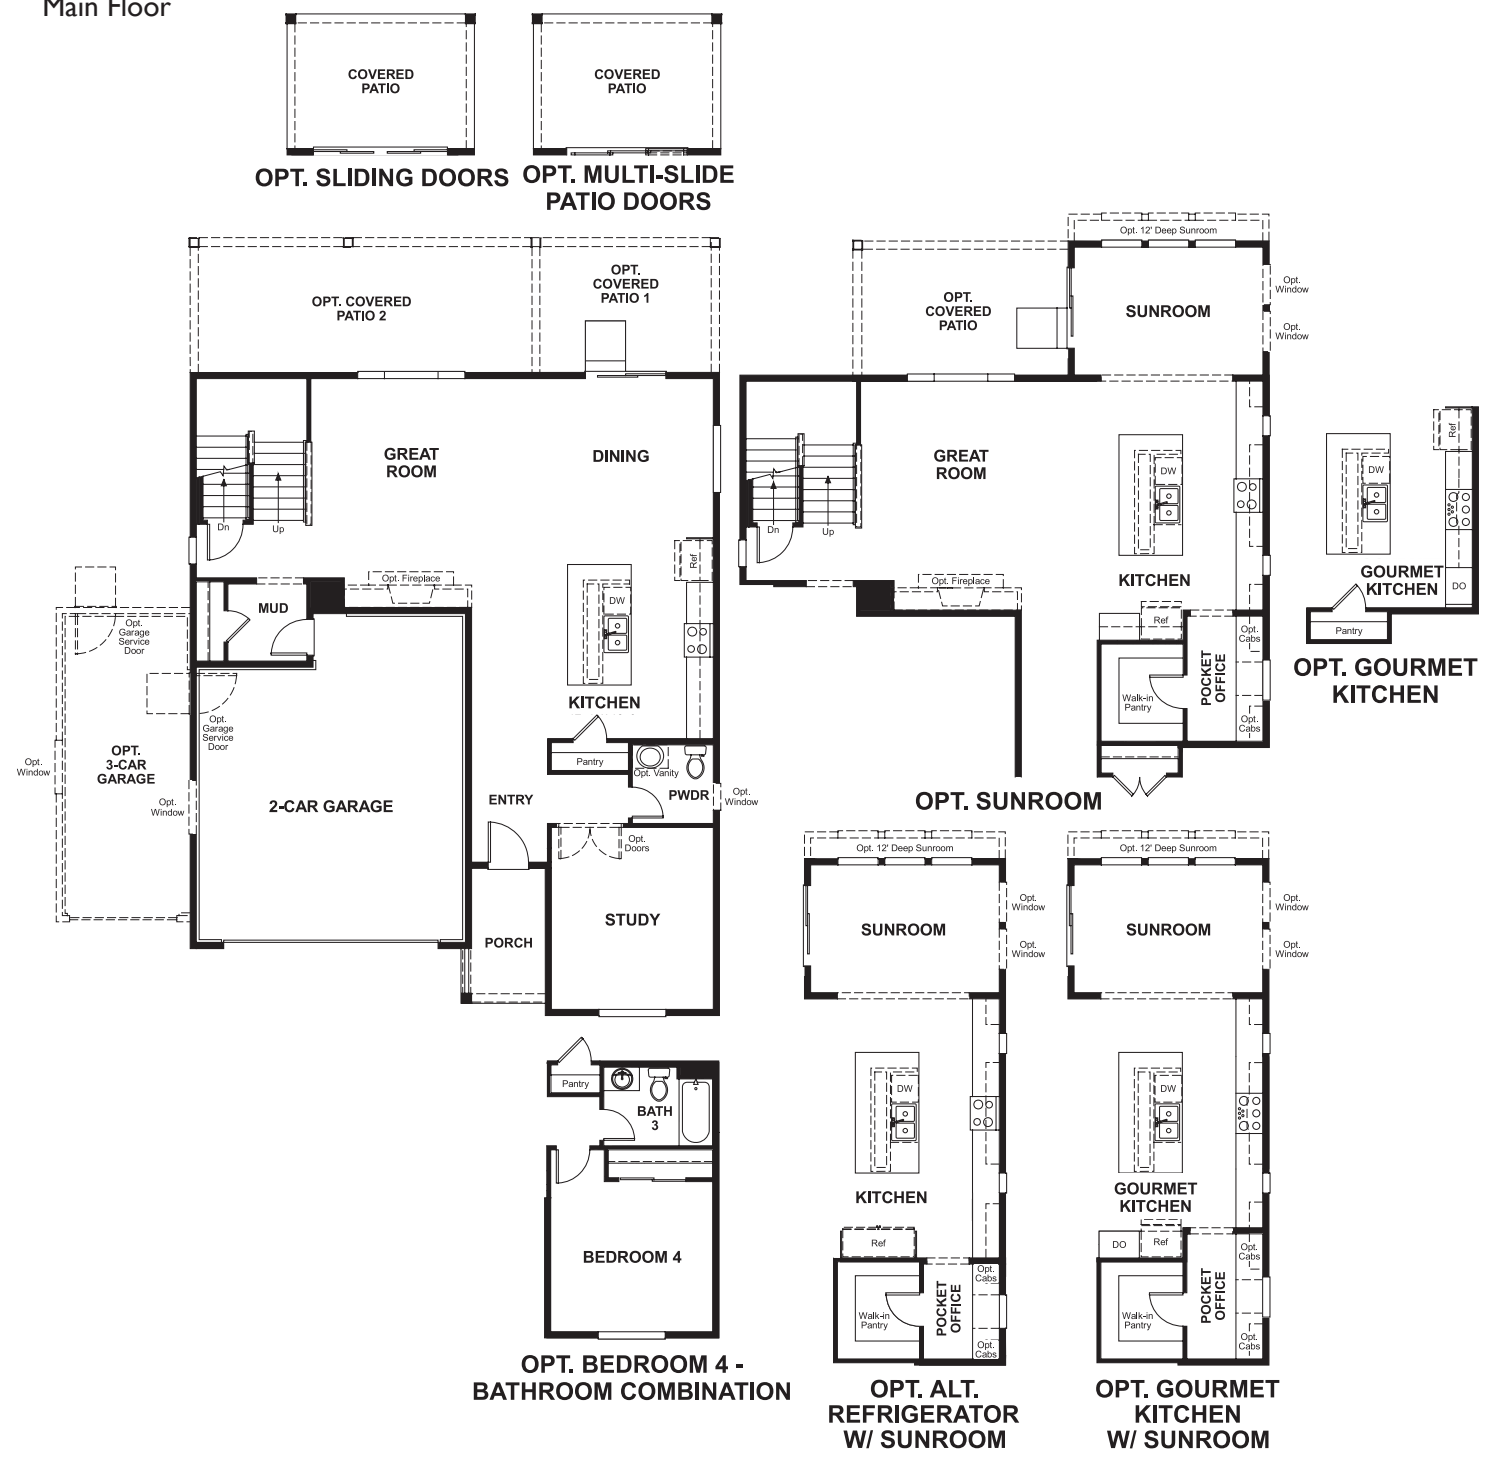 Main Floor
COVERED
PATIO
OPT. SLIDING DOORS
COVERED
PATIO
OPT. MULTI-SLIDE
PATIO DOORS
OPT. COVERED
PATIO 2
OPT.
COVERED
PATIO 1
GREAT
ROOM
DINING
Dn
Up
Ref
Opt. Fireplace
MUD
DW
KITCHEN
Opt.
Garage
Service
Door
Opt.
Garage
Service
Door
Opt.
Window
OPT.
3-CAR
GARAGE
Opt.
Window
2-CAR GARAGE
Pantry
Opt. Vanity
PWDR
Opt.
Window
ENTRY
Opt.
Doors
STUDY
PORCH
Pantry
BATH
3
BEDROOM 4
OPT. BEDROOM 4 -
BATHROOM COMBINATION
Opt. 12' Deep Sunroom
OPT.
COVERED
PATIO
SUNROOM
Opt.
Window
Opt.
Window
GREAT
ROOM
DW
Dn
Up
Opt. Fireplace
KITCHEN
Ref
Opt.
Cabs
POCKET
OFFICE
Walk-in
Pantry
Opt.
Cabs
OPT. SUNROOM
Ref
DW
GOURMET
KITCHEN
DO
Pantry
OPT. GOURMET
KITCHEN
Opt. 12' Deep Sunroom
SUNROOM
Opt.
Window
Opt.
Window
DW
KITCHEN
Ref
Opt.
Cabs
POCKET
OFFICE
Walk-in
Pantry
Opt.
Cabs
OPT. ALT.
REFRIGERATOR
W/ SUNROOM
Opt. 12' Deep Sunroom
SUNROOM
Opt.
Window
Opt.
Window
DW
GOURMET
KITCHEN
DO
Ref
Opt.
Cabs
POCKET
OFFICE
Walk-in
Pantry
Opt.
Cabs
OPT. GOURMET
KITCHEN
W/ SUNROOM